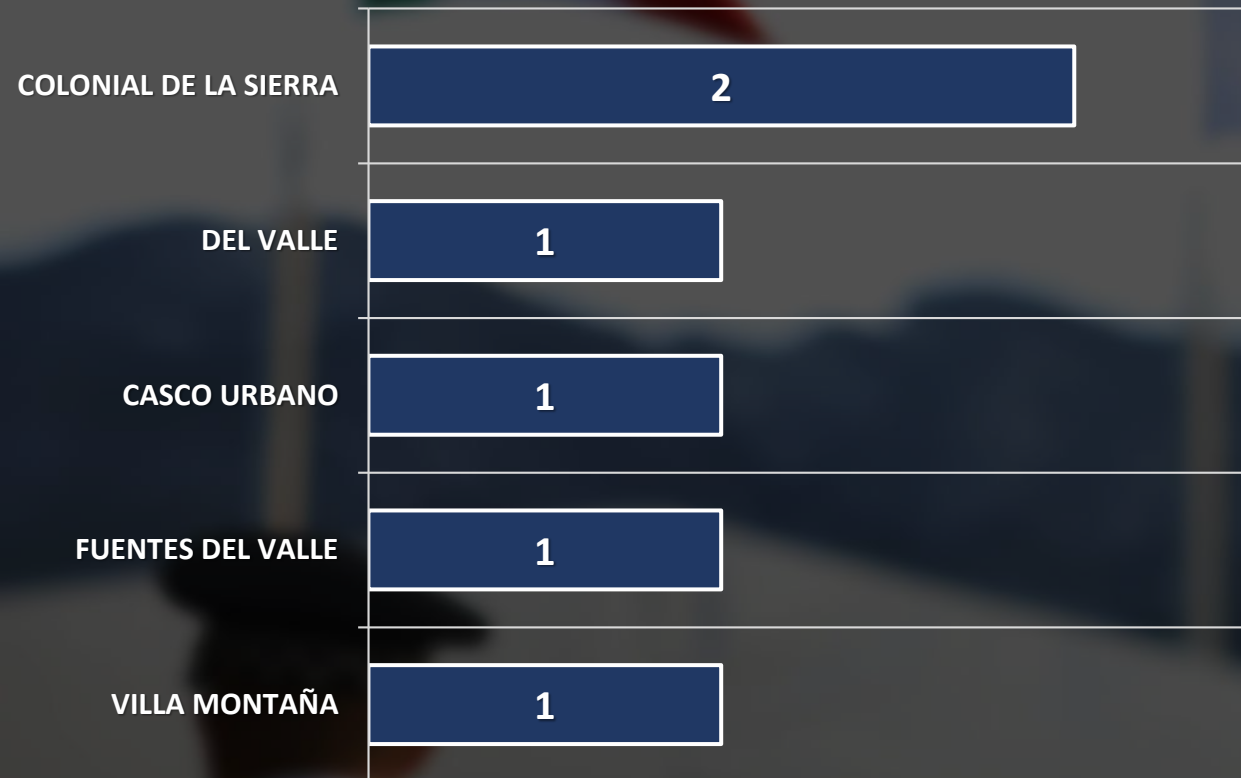 COLONIAL DE LA SIERRA 2
DEL VALLE 1
CASCO URBANO 1
FUENTES DEL VALLE 1
VILLA MONTAÑA 1